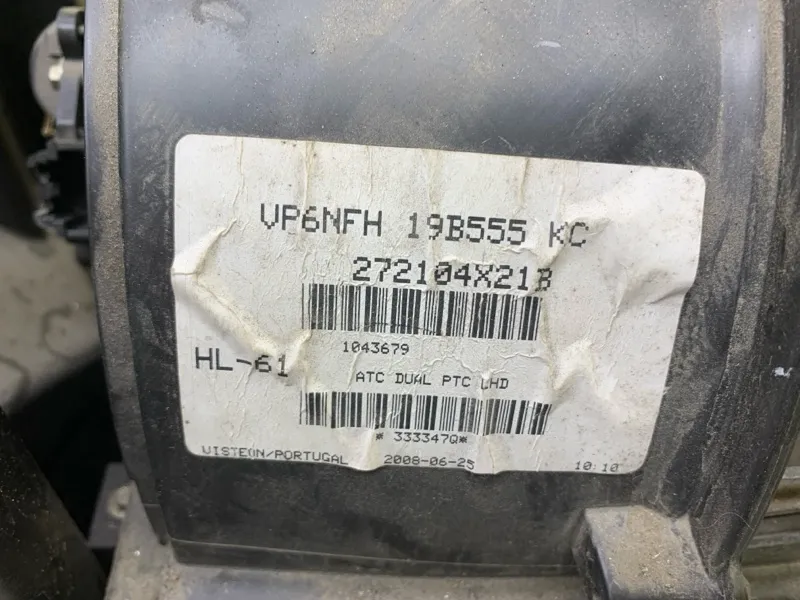 VP6NFH 19B555 KC
272104X21B
1043679
HL-61
ATC DUAL PTC LHD
* 333347Q*
VISTEON/PORTUGAL 2008-06-25 10:10